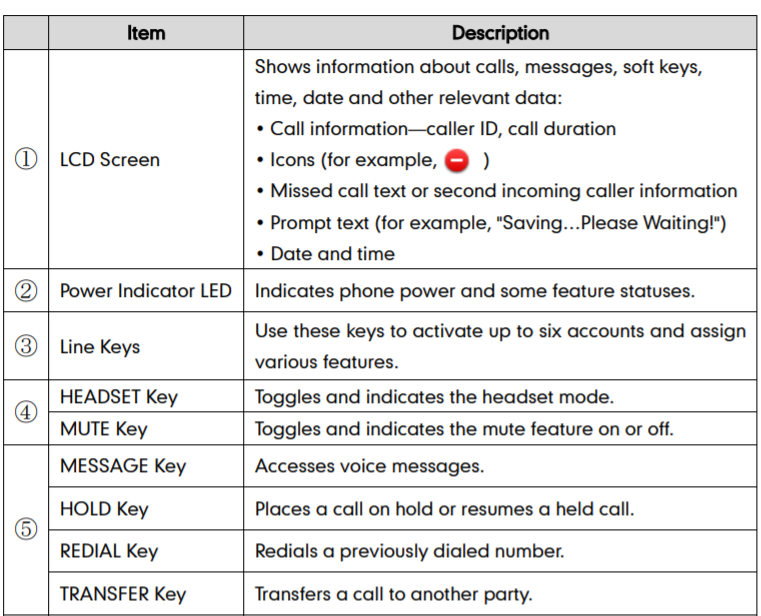 Item Description
Shows information about calls, messages, soft keys,
time, date and other relevant data:
• Call information—caller ID, call duration
① LCD Screen • Icons (for example, )
• Missed call text or second incoming caller information
• Prompt text (for example, "Saving…Please Waiting!")
• Date and time
② Power Indicator LED Indicates phone power and some feature statuses.
③ Line Keys Use these keys to activate up to six accounts and assign
various features.
④ HEADSET Key Toggles and indicates the headset mode.
MUTE Key Toggles and indicates the mute feature on or off.
⑤ MESSAGE Key Accesses voice messages.
HOLD Key Places a call on hold or resumes a held call.
REDIAL Key Redials a previously dialed number.
TRANSFER Key Transfers a call to another party.